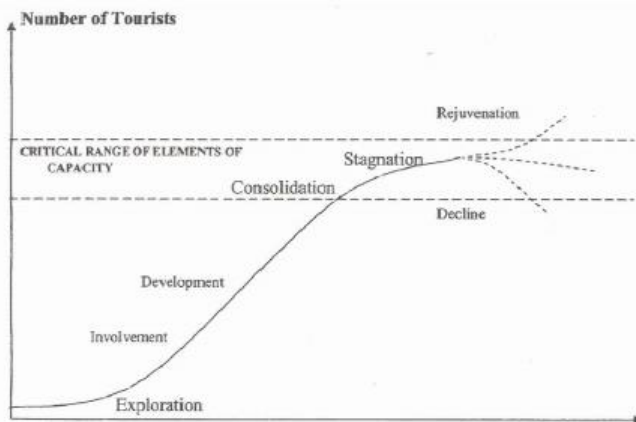 Number of Tourists
Rejuvenation
CRITICAL RANGE OF ELEMENTS OF
CAPACITY
Stagnation
Consolidation
Decline
Development
Involvement
Exploration